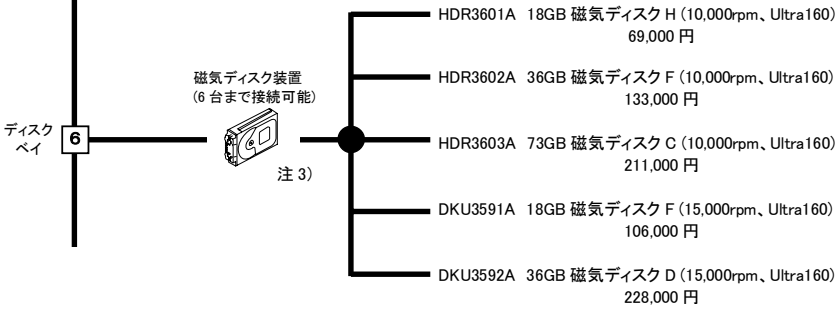 HDR3601A 18GB 磁気ディスク H (10,000rpm、Ultra160)
69,000 円
磁気ディスク装置
(6 台まで接続可能)
HDR3602A 36GB 磁気ディスク F (10,000rpm、Ultra160)
133,000 円
ディスク
ベイ
6
注 3)
HDR3603A 73GB 磁気ディスク C (10,000rpm、Ultra160)
211,000 円
DKU3591A 18GB 磁気ディスク F (15,000rpm、Ultra160)
106,000 円
DKU3592A 36GB 磁気ディスク D (15,000rpm、Ultra160)
228,000 円